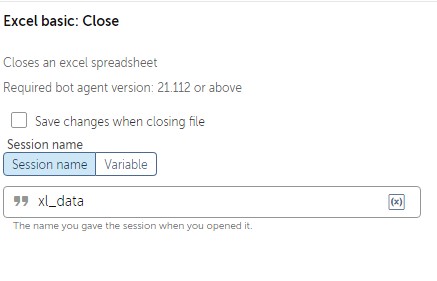 Excel basic: Close
Closes an excel spreadsheet
Required bot agent version: 21.112 or above
Save changes when closing file
Session name
Session name Variable
" xl_data (x)
The name you gave the session when you opened it.